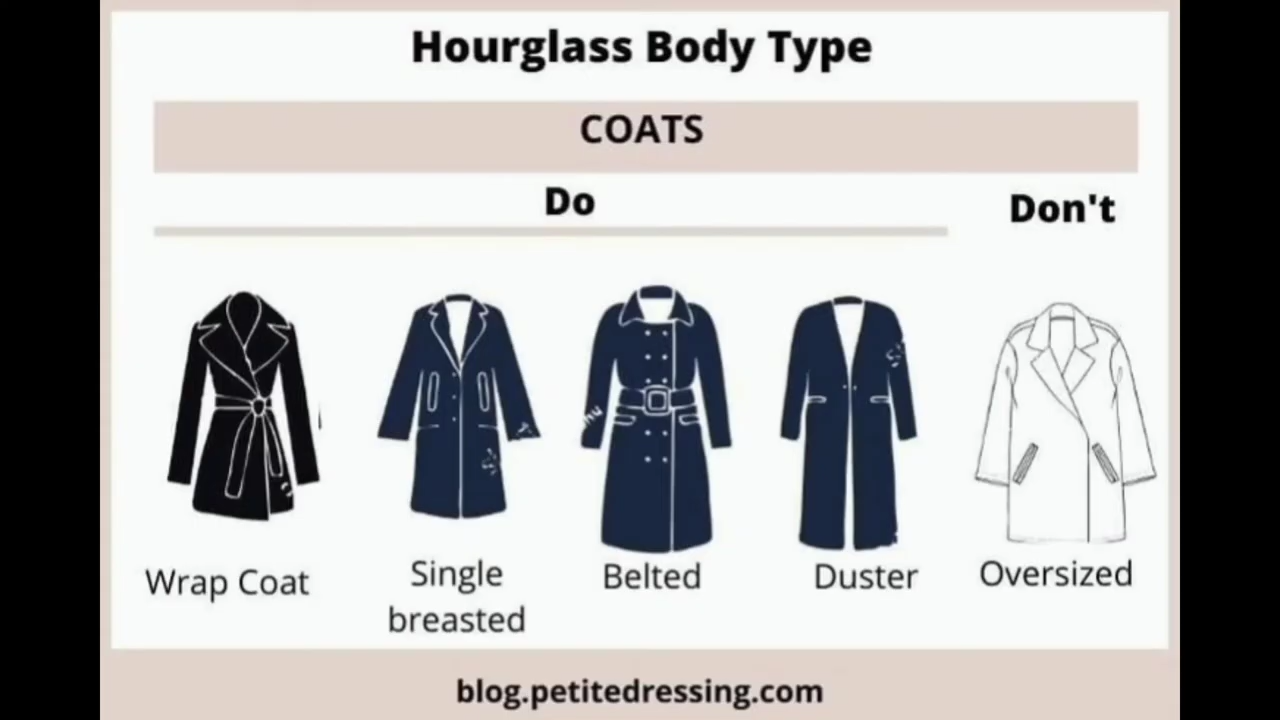 Hourglass Body Type
COATS
Do
Don't
Wrap Coat
Single
breasted
Belted
Duster
Oversized
blog.petitedressing.com